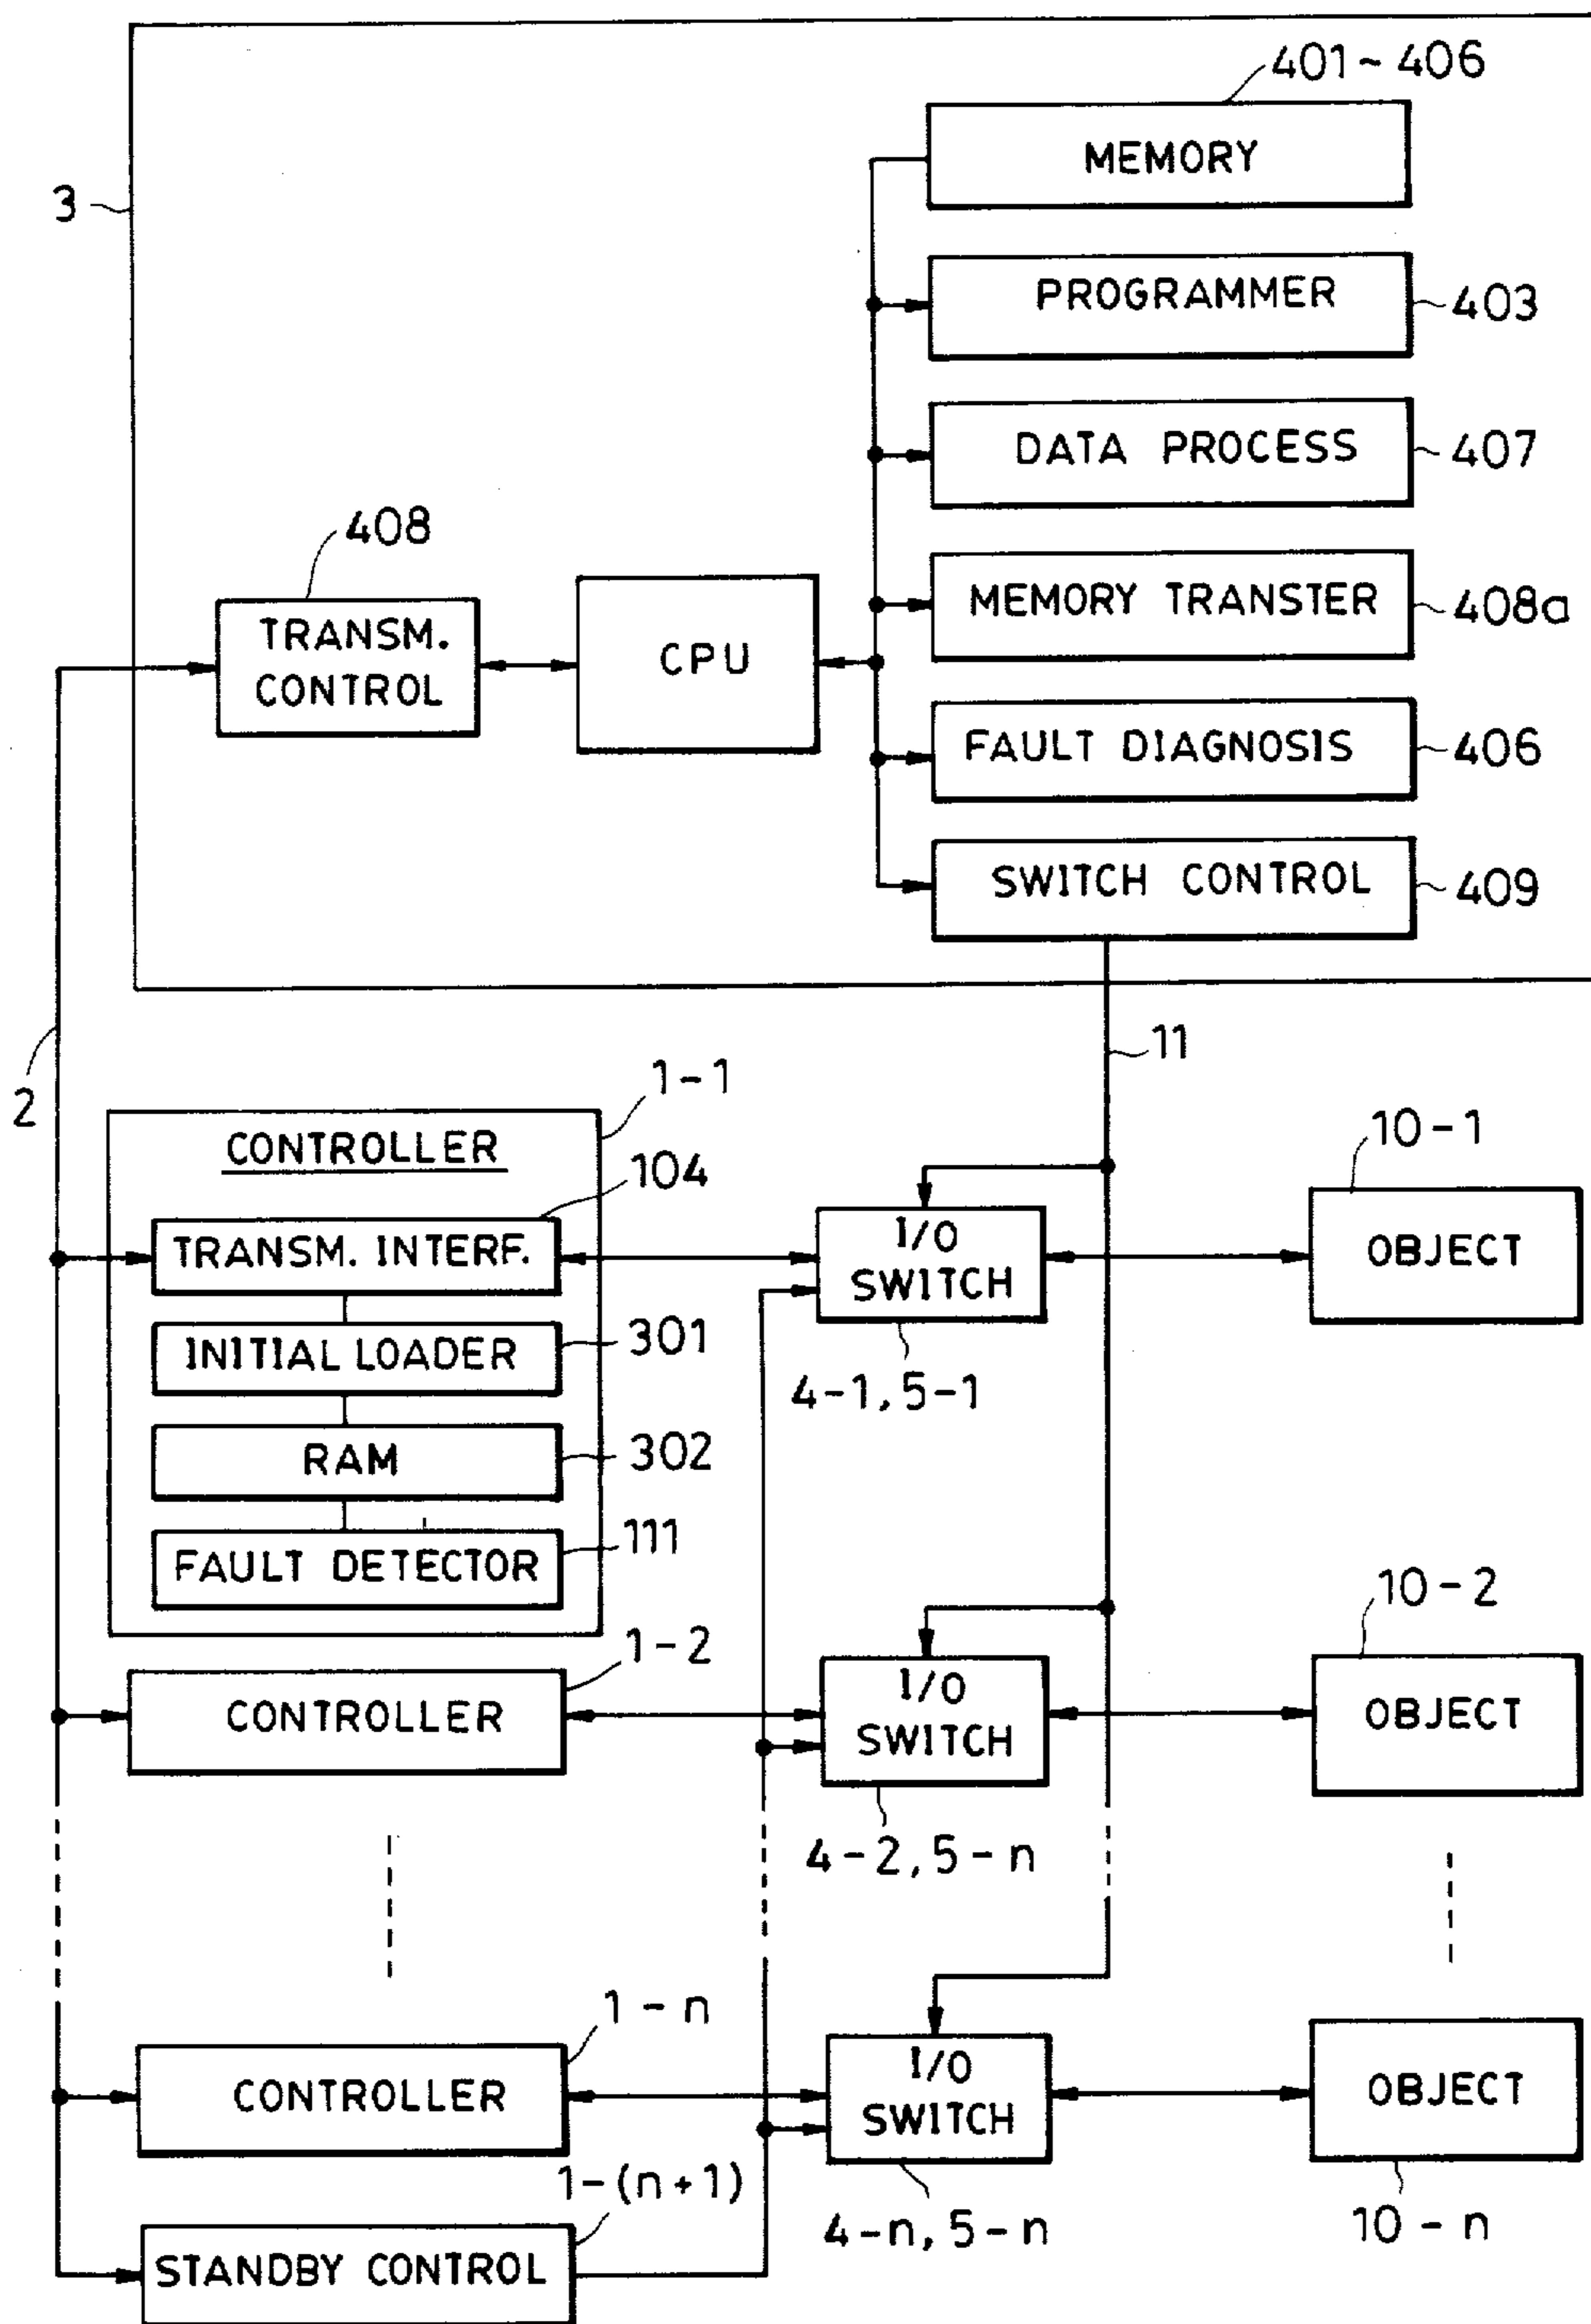 401~406
MEMORY
3
PROGRAMMER
403
DATA PROCESS
407
408
MEMORY TRANSTER
408a
TRANSM.
CONTROL
CPU
FAULT DIAGNOSIS
406
SWITCH CONTROL
409
2
11
1-1
CONTROLLER
104
10-1
TRANSM. INTERF.
I/O
SWITCH
OBJECT
INITIAL LOADER
301
4-1, 5-1
RAM
302
FAULT DETECTOR
111
10-2
1-2
CONTROLLER
I/O
SWITCH
OBJECT
4-2, 5-n
1-n
CONTROLLER
I/O
SWITCH
OBJECT
1-(n+1)
4-n, 5-n
10-n
STANDBY CONTROL